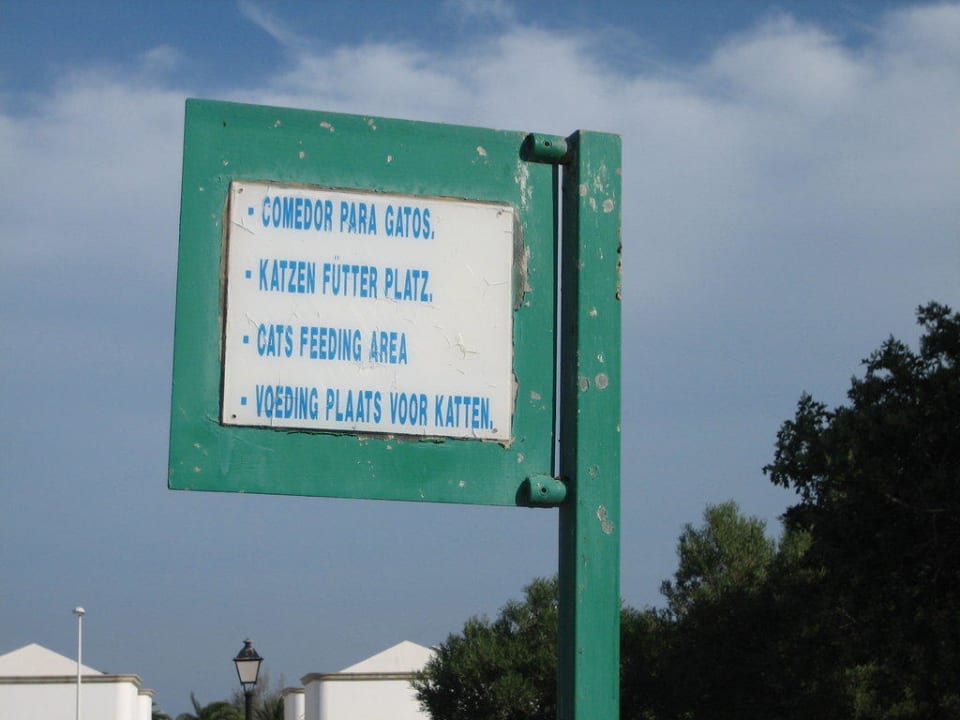 - COMEDOR PARA GATOS.
- KATZEN FÜTTER PLATZ.
- CATS FEEDING AREA
- VOEDING PLAATS VOOR KATTEN.